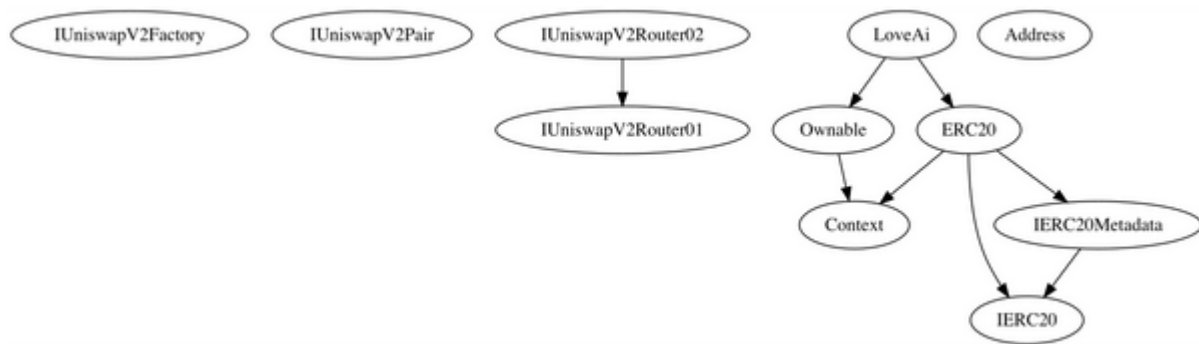 IUniswapV2Factory
IUniswapV2Pair
IUniswapV2Router02
LoveAi
Address
IUniswapV2Router01
Ownable
ERC20
Context
IERC20Metadata
IERC20